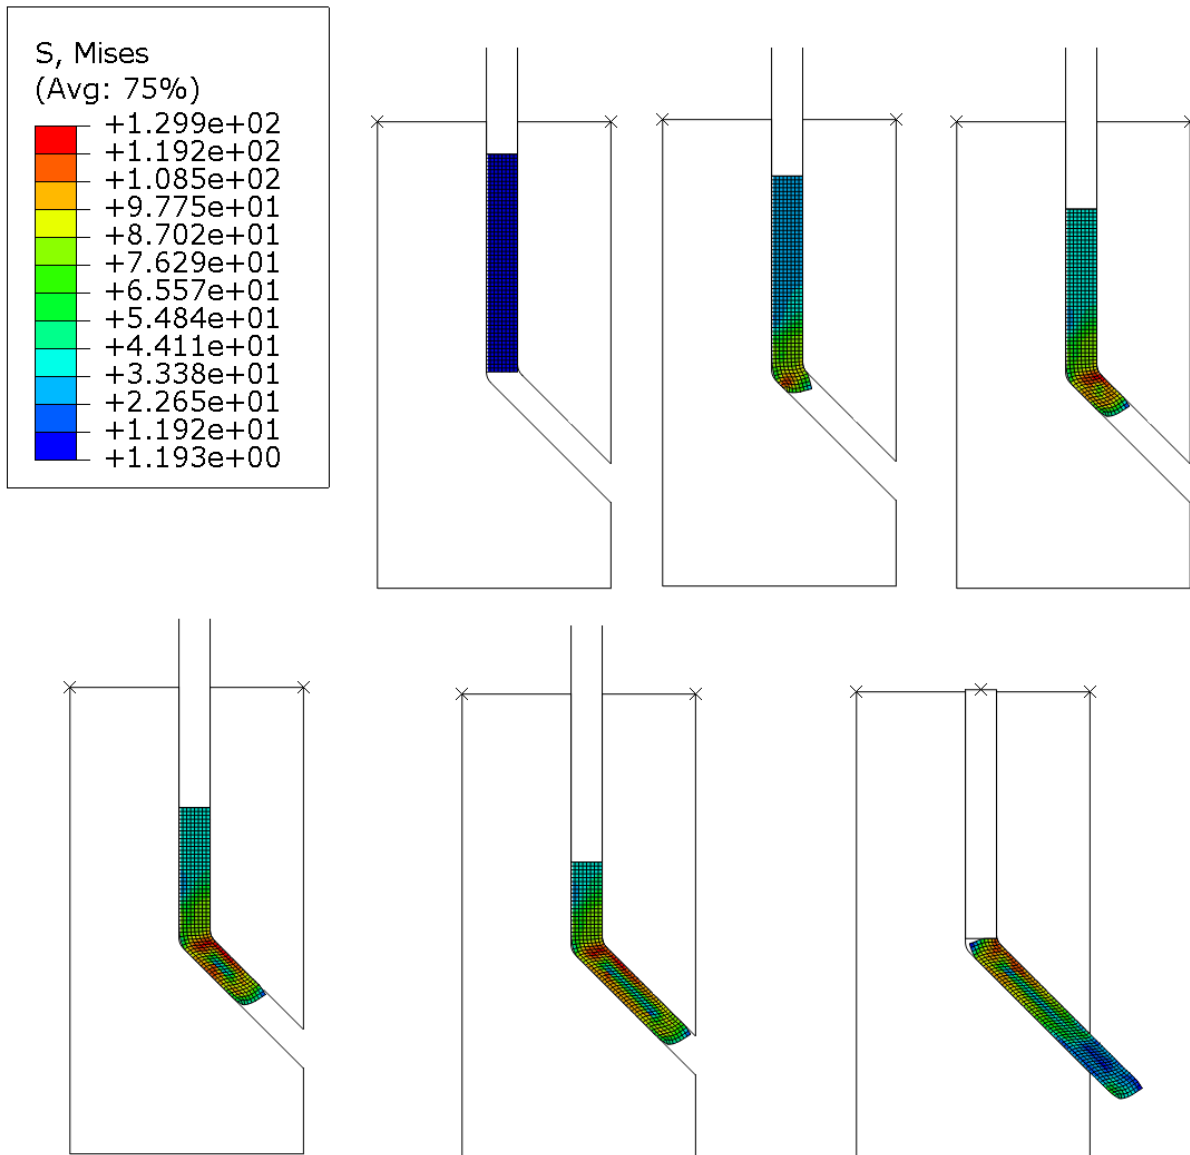 S, Mises
(Avg: 75%)
+1.299e+02
+1.192e+02
+1.085e+02
+9.775e+01
+8.702e+01
+7.629e+01
+6.557e+01
+5.484e+01
+4.411e+01
+3.338e+01
+2.265e+01
+1.192e+01
+1.193e+00